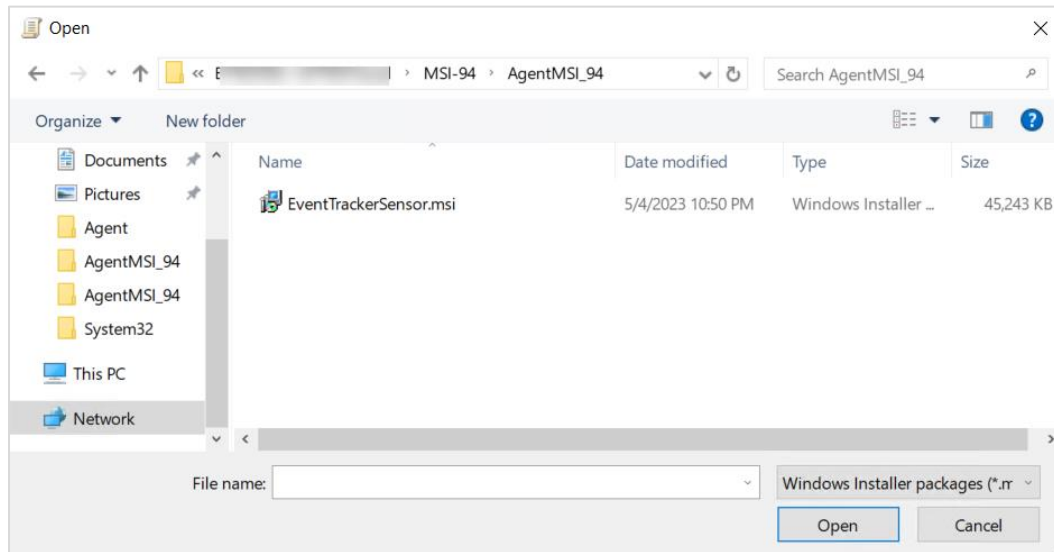 Open
« MSI-94 › AgentMSI_94
Search AgentMSI_94
Organize
New folder
Documents
Pictures
Agent
AgentMSI_94
AgentMSI_94
System32
This PC
Network
Name Date modified Type Size
EventTrackerSensor.msi 5/4/2023 10:50 PM Windows Installer ... 45,243 KB
File name:
Windows Installer packages (*.m
Open
Cancel